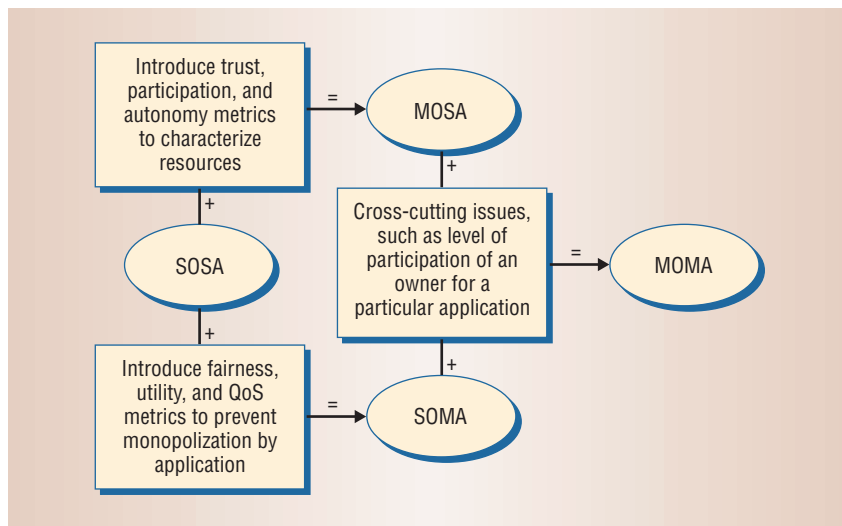 Introduce trust,
participation, and
autonomy metrics
to characterize
resources
=
MOSA
+
+
SOSA
Cross-cutting issues,
such as level of
participation of an
owner for a
particular application
=
MOMA
+
+
Introduce fairness,
utility, and QoS
metrics to prevent
monopolization by
application
=
SOMA